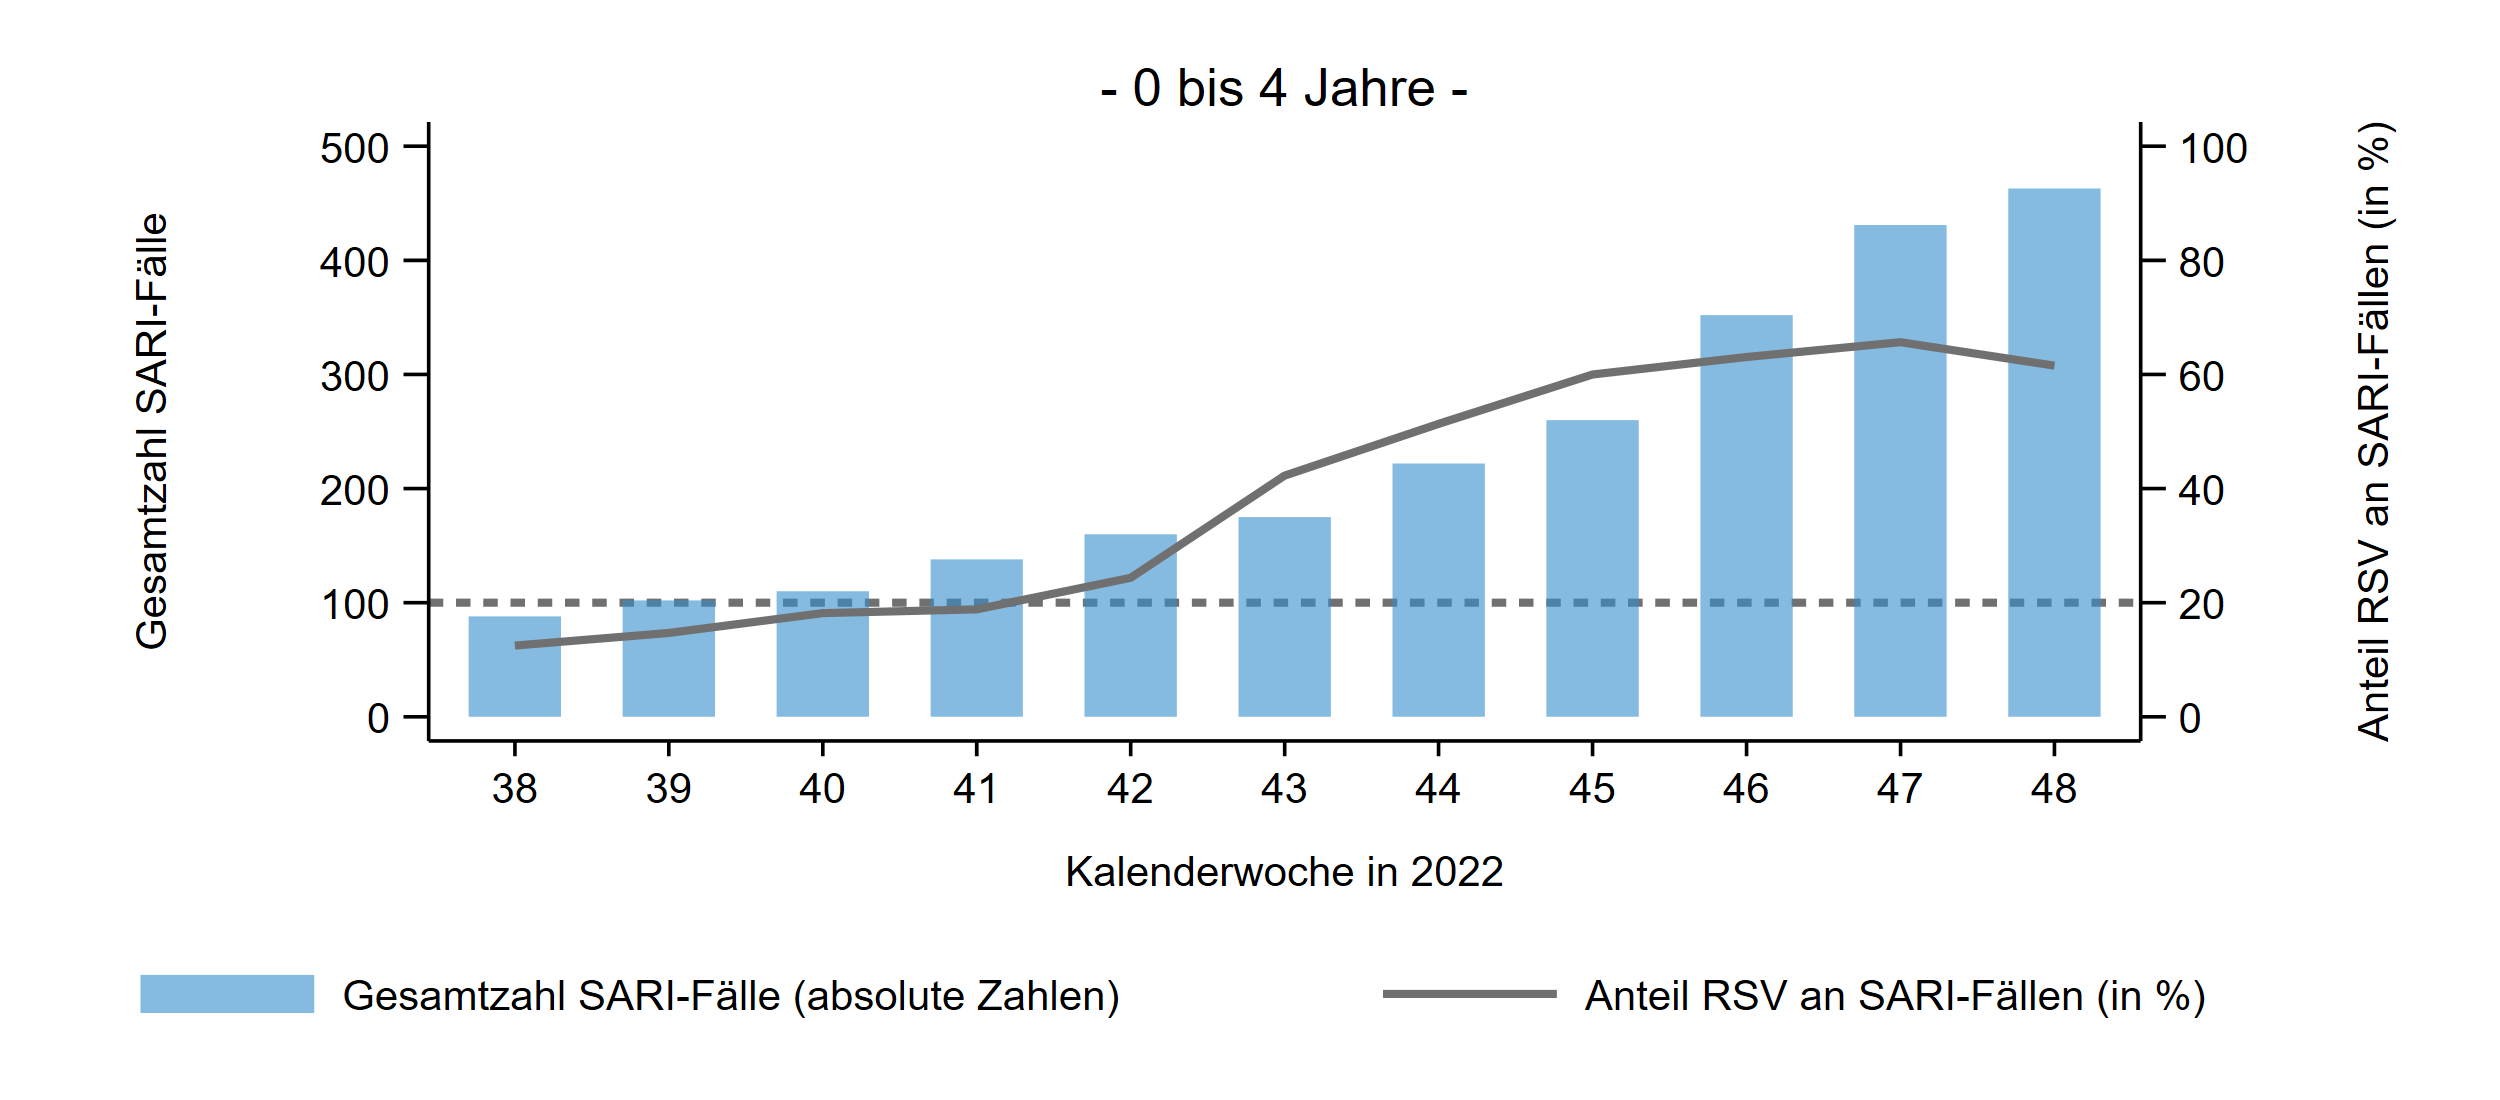 - 0 bis 4 Jahre -
Gesamtzahl SARI-Fälle
500
400
300
200
100
0
100
80
60
40
20
0
Anteil RSV an SARI-Fällen (in %)
38 39 40 41 42 43 44 45 46 47 48
Kalenderwoche in 2022
Gesamtzahl SARI-Fälle (absolute Zahlen)
Anteil RSV an SARI-Fällen (in %)